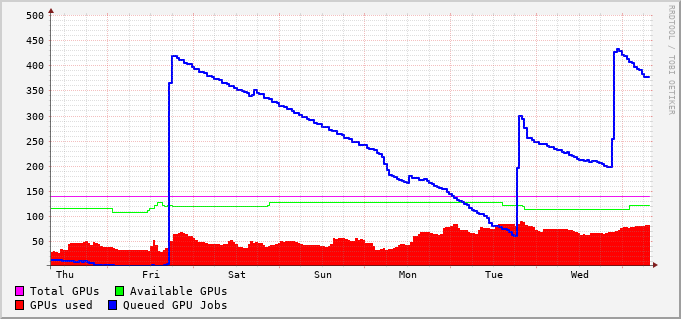 500
450
400
350
300
250
200
150
100
50
Thu Fri Sat Sun Mon Tue Wed
Total GPUs Available GPUs
GPUs used Queued GPU Jobs
RRDTOOL / TOBI OETIKER